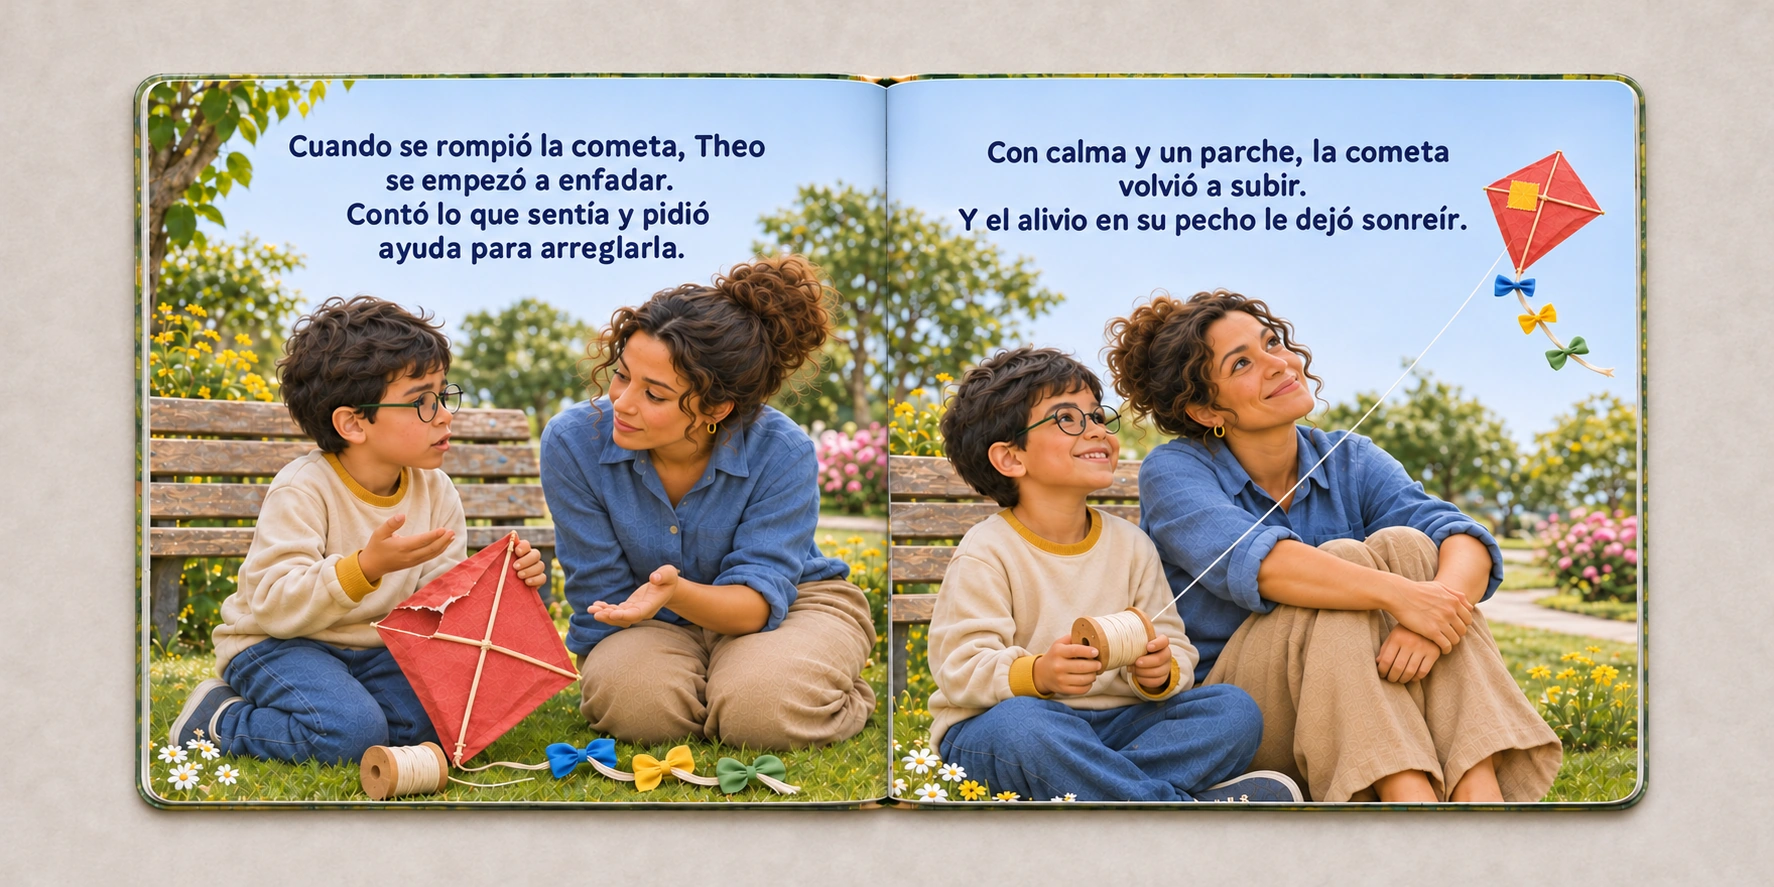 Cuando se rompió la cometa, Theo
se empezó a enfadar.
Contó lo que sentía y pidió
ayuda para arreglarla.
Con calma y un parche, la cometa
volvió a subir.
Y el alivio en su pecho le dejó sonreír.